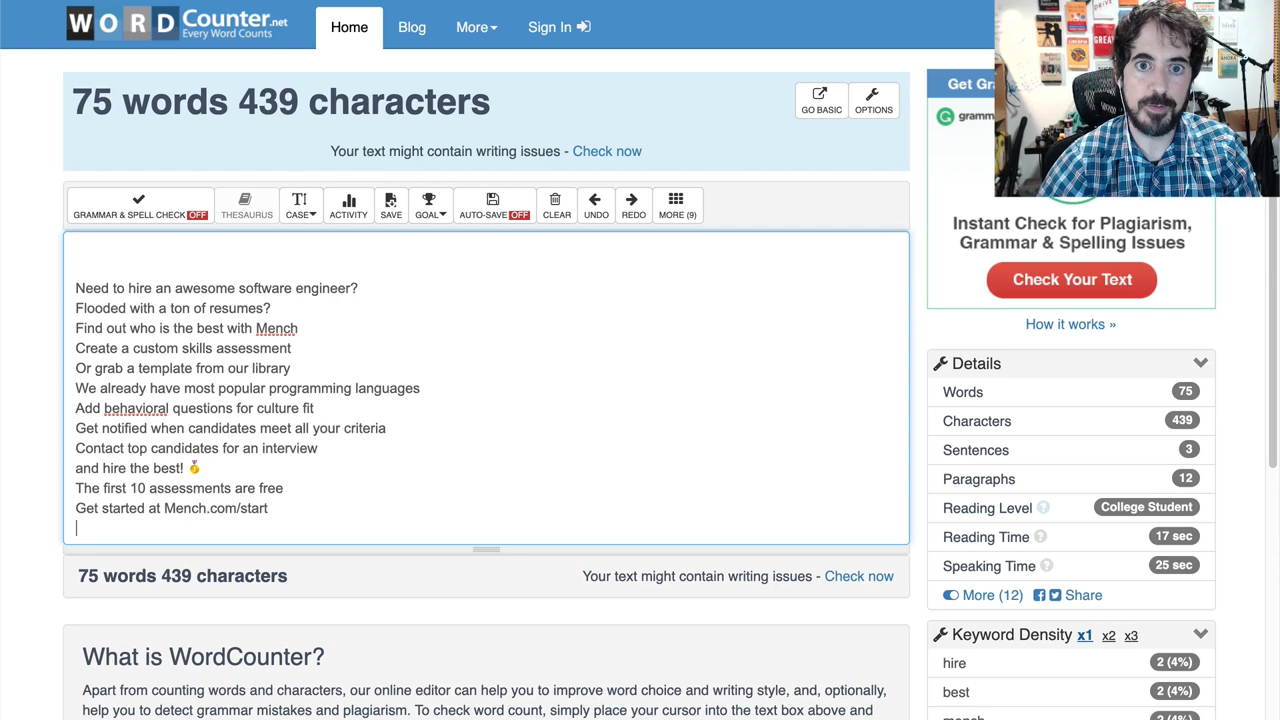 WORD Counter.net
Every Word Counts
Home
Blog
More
Sign In
75 words 439 characters
GO BASIC
OPTIONS
Your text might contain writing issues - Check now
GRAMMAR & SPELL CHECK OFF
THESAURUS
CASE
ACTIVITY
SAVE
GOAL
AUTO-SAVE OFF
CLEAR
UNDO
REDO
MORE (9)
Need to hire an awesome software engineer?
Flooded with a ton of resumes?
Find out who is the best with Mench
Create a custom skills assessment
Or grab a template from our library
We already have most popular programming languages
Add behavioral questions for culture fit
Get notified when candidates meet all your criteria
Contact top candidates for an interview
and hire the best! 🏅
The first 10 assessments are free
Get started at Mench.com/start
75 words 439 characters
Your text might contain writing issues - Check now
What is WordCounter?
Apart from counting words and characters, our online editor can help you to improve word choice and writing style, and, optionally,
help you to detect grammar mistakes and plagiarism. To check word count, simply place your cursor into the text box above and
Get
Instant Check for Plagiarism,
Grammar & Spelling Issues
Check Your Text
How it works »
Details
Words 75
Characters 439
Sentences 3
Paragraphs 12
Reading Level ? College Student
Reading Time ? 17 sec
Speaking Time ? 25 sec
More (12) Share
Keyword Density x1 x2 x3
hire 2 (4%)
best 2 (4%)
mench 2 (4%)
DRIVE
GREAT